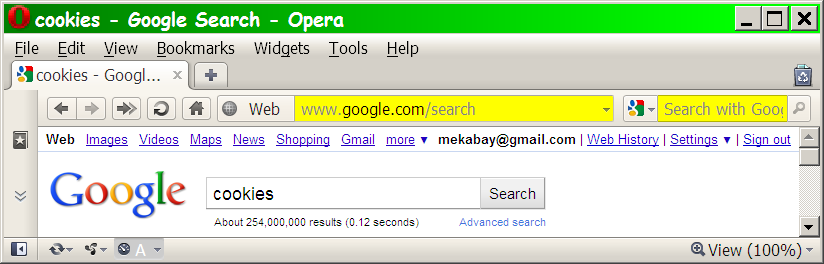 cookies - Google Search - Opera
File Edit View Bookmarks Widgets Tools Help
cookies - Googl...
Web www.google.com/search Search with Goog
Web Images Videos Maps News Shopping Gmail more ▼ mekabay@gmail.com | Web History | Settings ▼ | Sign out
Google cookies Search
About 254,000,000 results (0.12 seconds) Advanced search
A View (100%)